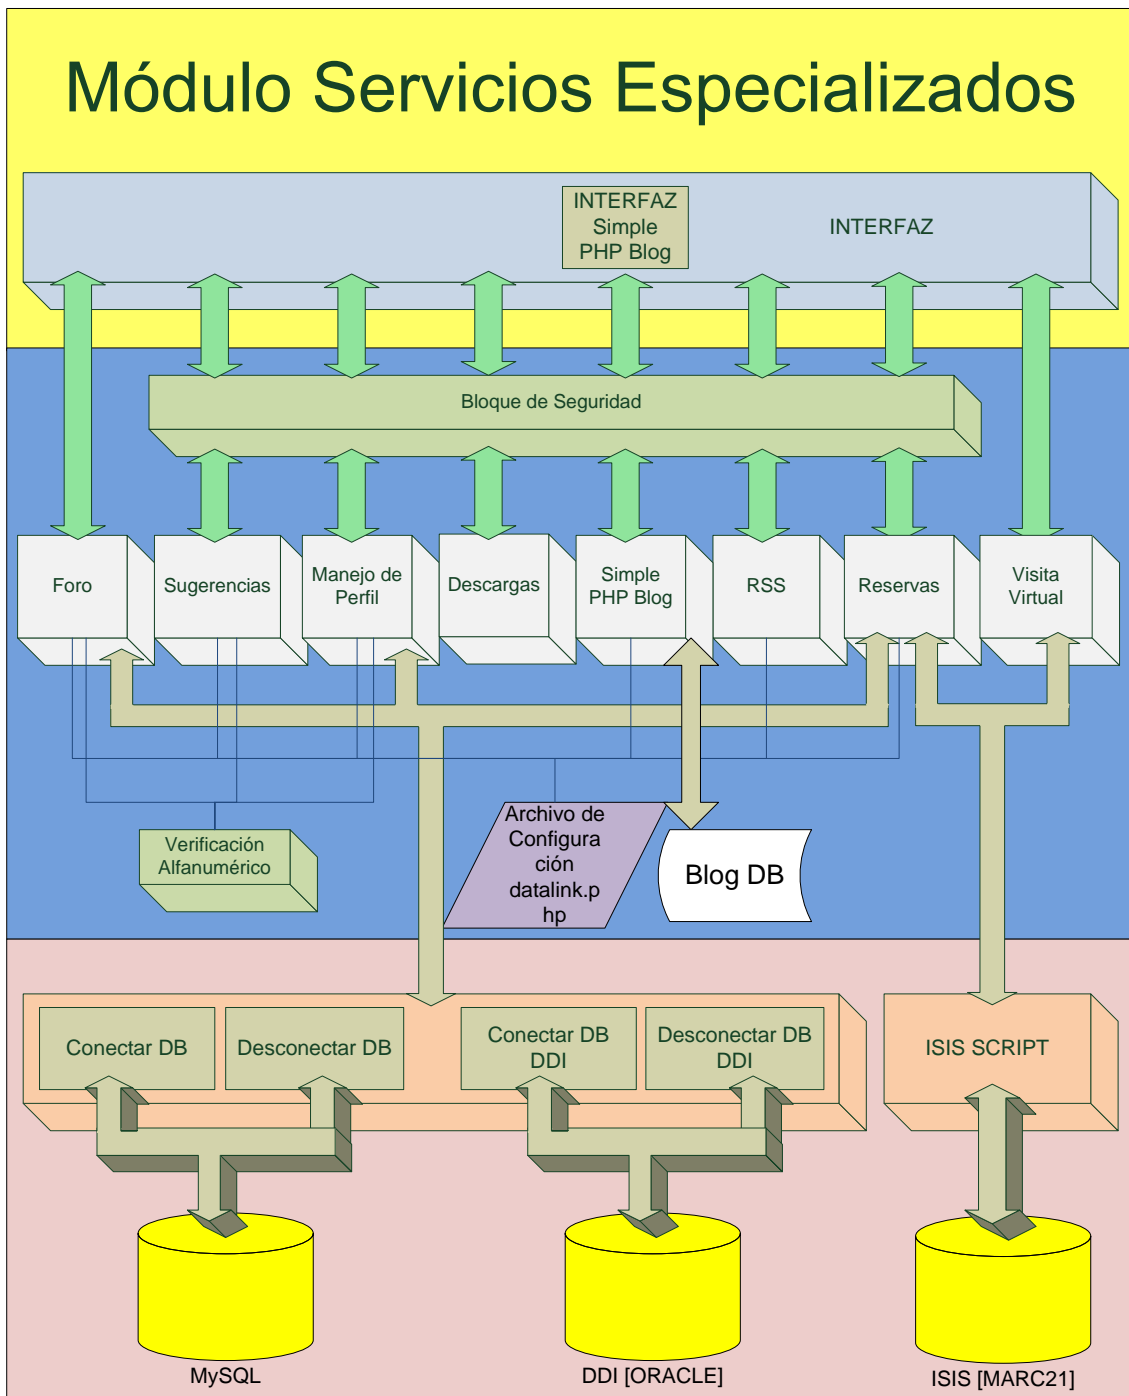 Módulo Servicios Especializados
INTERFAZ
Simple
PHP Blog
INTERFAZ
Bloque de Seguridad
Foro
Sugerencias
Manejo de
Perfil
Descargas
Simple
PHP Blog
RSS
Reservas
Visita
Virtual
Verificación
Alfanumérico
Archivo de
Configura
ción
datalink.p
hp
Blog DB
Conectar DB
Desconectar DB
Conectar DB
DDI
Desconectar DB
DDI
ISIS SCRIPT
MySQL
DDI [ORACLE]
ISIS [MARC21]